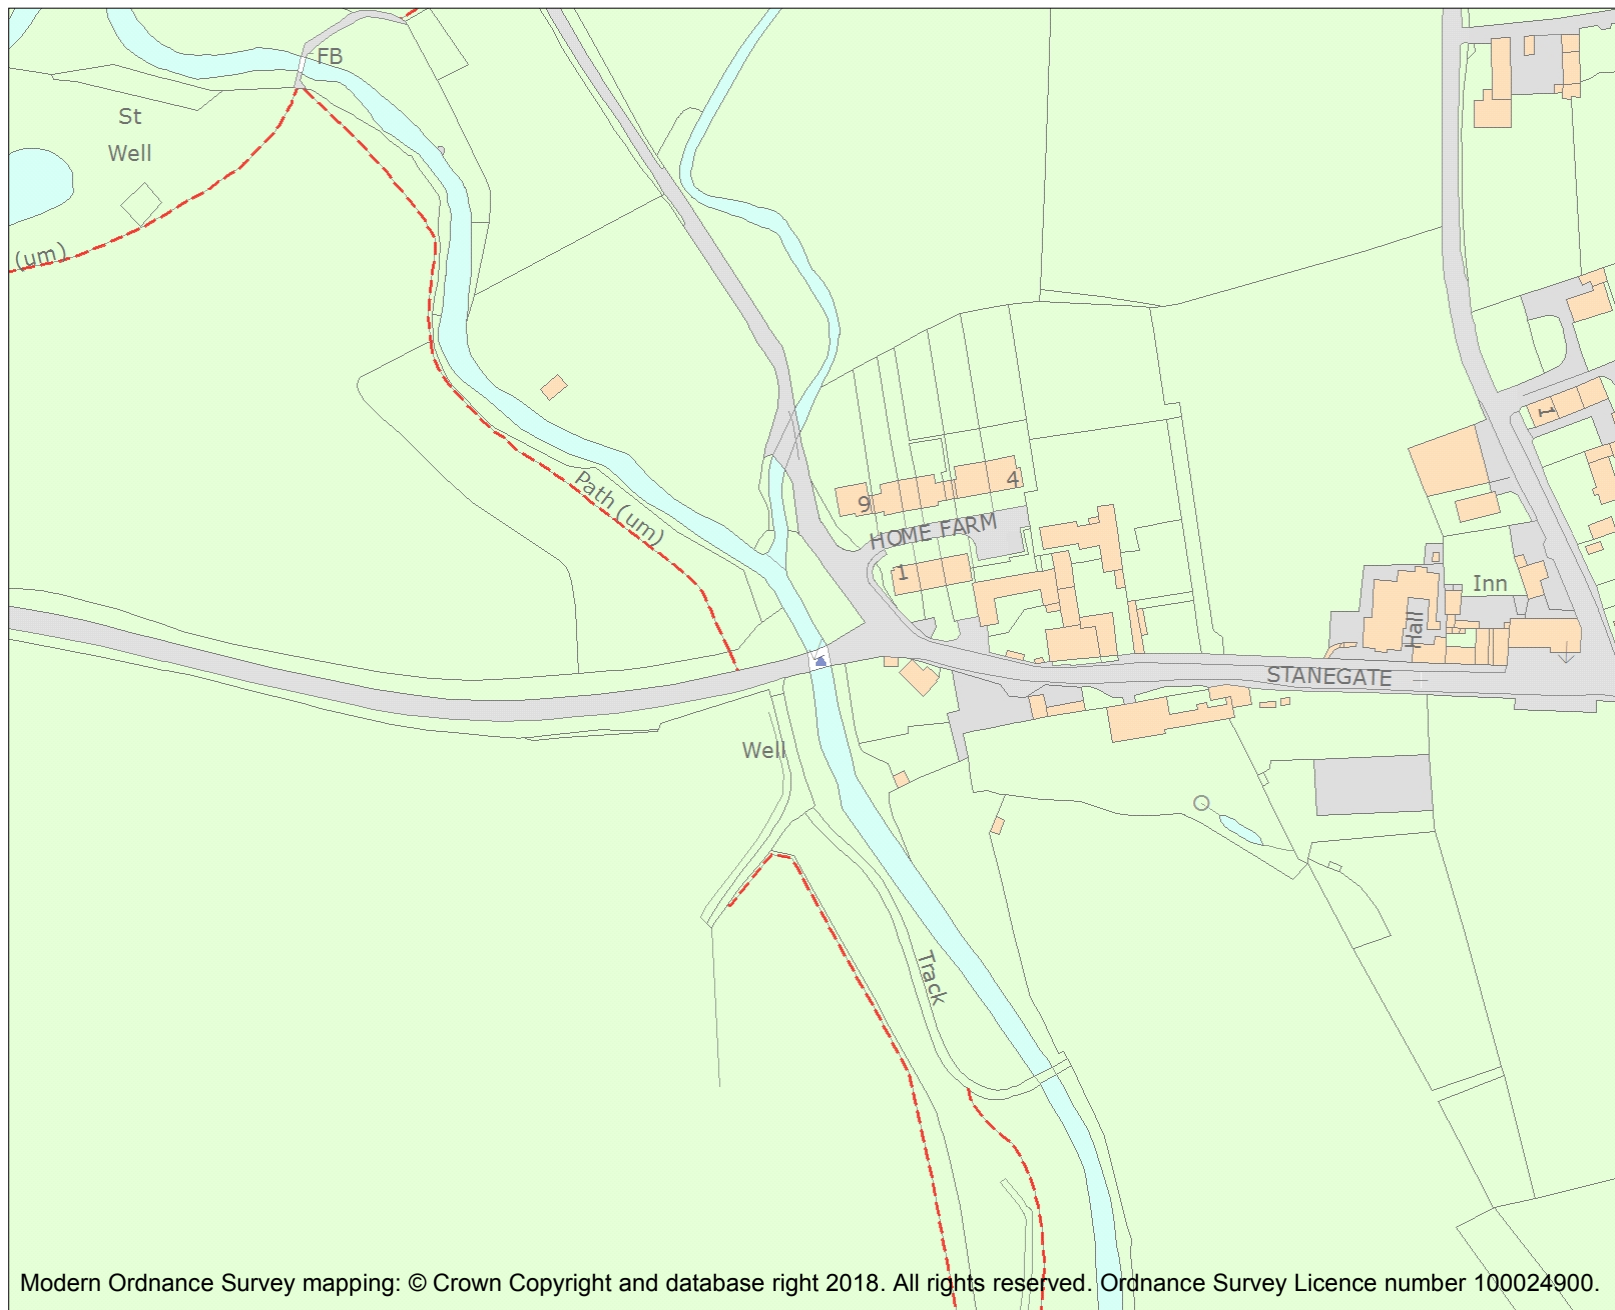 FB
St
Well
(um)
1
Path (um)
4
9
HOME FARM
1
Inn
Hall
STANEGATE
Well
Track
Modern Ordnance Survey mapping: © Crown Copyright and database right 2018. All rights reserved. Ordnance Survey Licence number 100024900.